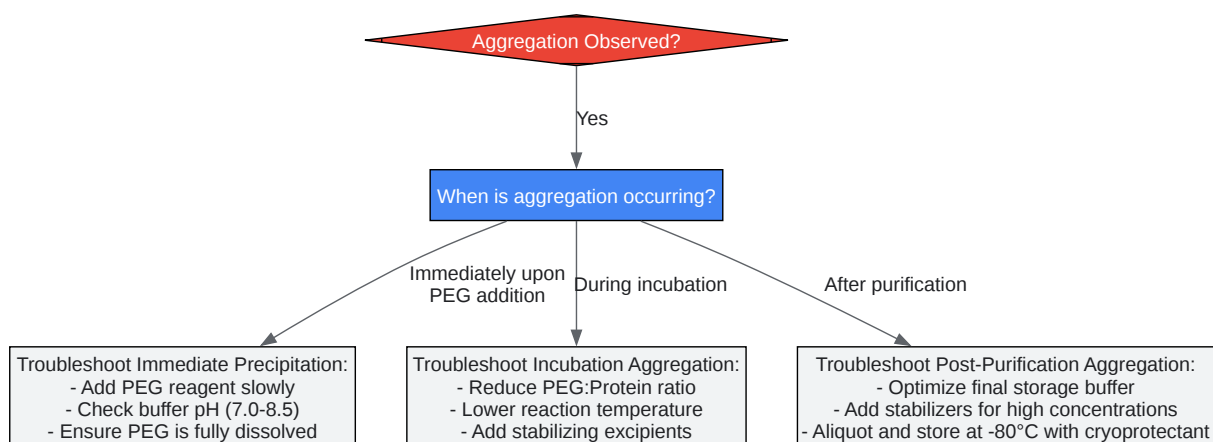 Aggregation Observed?
Yes
When is aggregation occurring?
Immediately upon
PEG addition
During incubation
After purification
Troubleshoot Immediate Precipitation:
- Add PEG reagent slowly
- Check buffer pH (7.0-8.5)
- Ensure PEG is fully dissolved
Troubleshoot Incubation Aggregation:
- Reduce PEG:Protein ratio
- Lower reaction temperature
- Add stabilizing excipients
Troubleshoot Post-Purification Aggregation:
- Optimize final storage buffer
- Add stabilizers for high concentrations
- Aliquot and store at -80°C with cryoprotectant